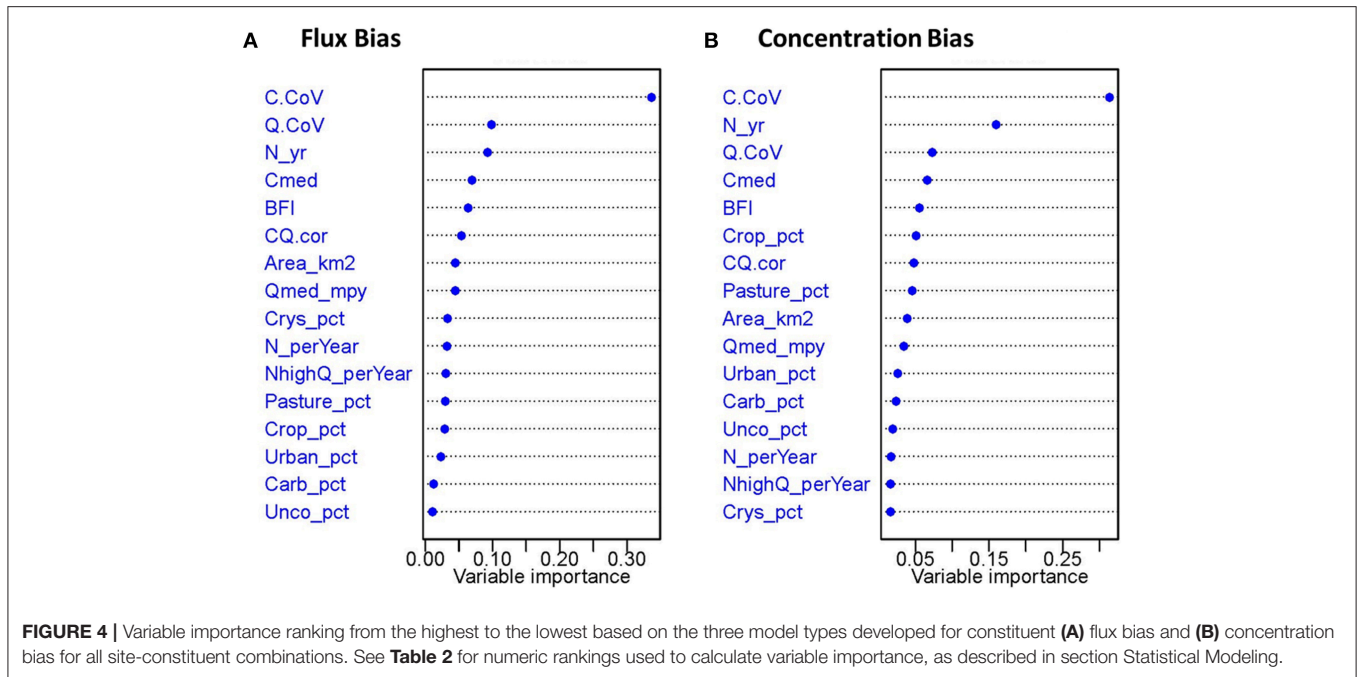 A Flux Bias
C.CoV
Q.CoV
N_yr
Cmed
BFI
CQ.cor
Area_km2
Qmed_mpy
Crys_pct
N_perYear
NhighQ_perYear
Pasture_pct
Crop_pct
Urban_pct
Carb_pct
Unco_pct
0.00 0.10 0.20 0.30
Variable importance
B Concentration Bias
C.CoV
N_yr
Q.CoV
Cmed
BFI
Crop_pct
CQ.cor
Pasture_pct
Area_km2
Qmed_mpy
Urban_pct
Carb_pct
Unco_pct
N_perYear
NhighQ_perYear
Crys_pct
0.05 0.15 0.25
Variable importance
FIGURE 4 | Variable importance ranking from the highest to the lowest based on the three model types developed for constituent (A) flux bias and (B) concentration
bias for all site-constituent combinations. See Table 2 for numeric rankings used to calculate variable importance, as described in section Statistical Modeling.